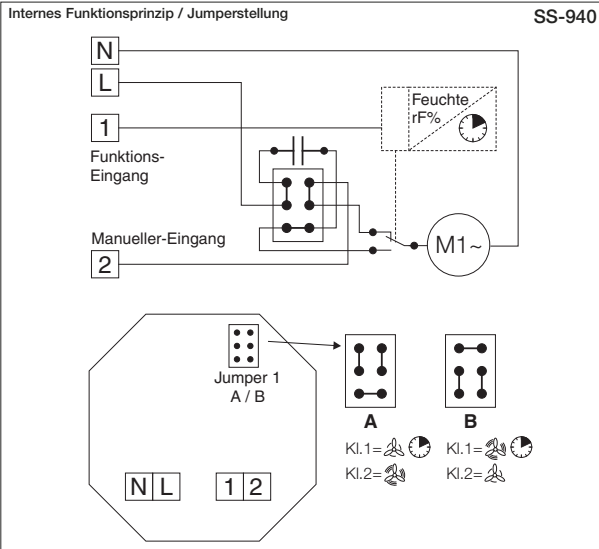 Internes Funktionsprinzip / Jumperstellung
SS-940
N
L
1
Funktions-
Eingang
Manueller-Eingang
2
Feuchte
rF%
M1~
Jumper 1
A / B
N L 1 2
A
B
Kl.1=
Kl.2=
Kl.1=
Kl.2=